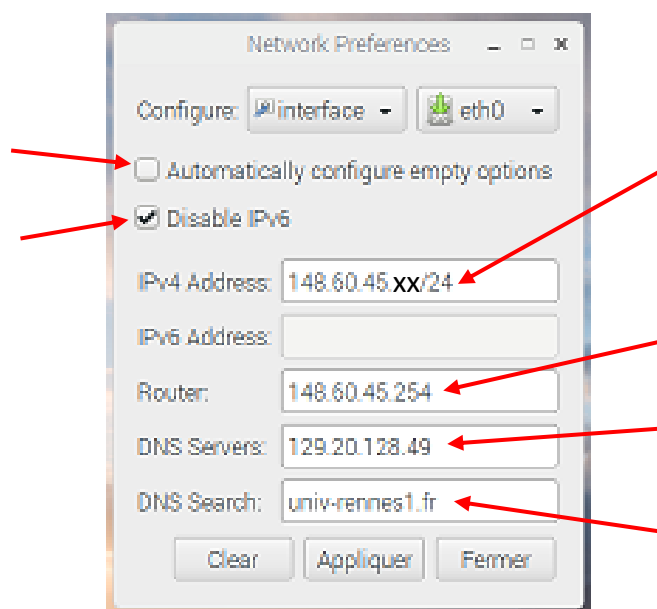 Network Preferences
Configure: interface eth0
Automatically configure empty options
Disable IPv6
IPv4 Address: 148.60.45.xx/24
IPv6 Address:
Router: 148.60.45.254
DNS Servers: 129.20.128.49
DNS Search: univ-rennes1.fr
Clear Appliquer Fermer